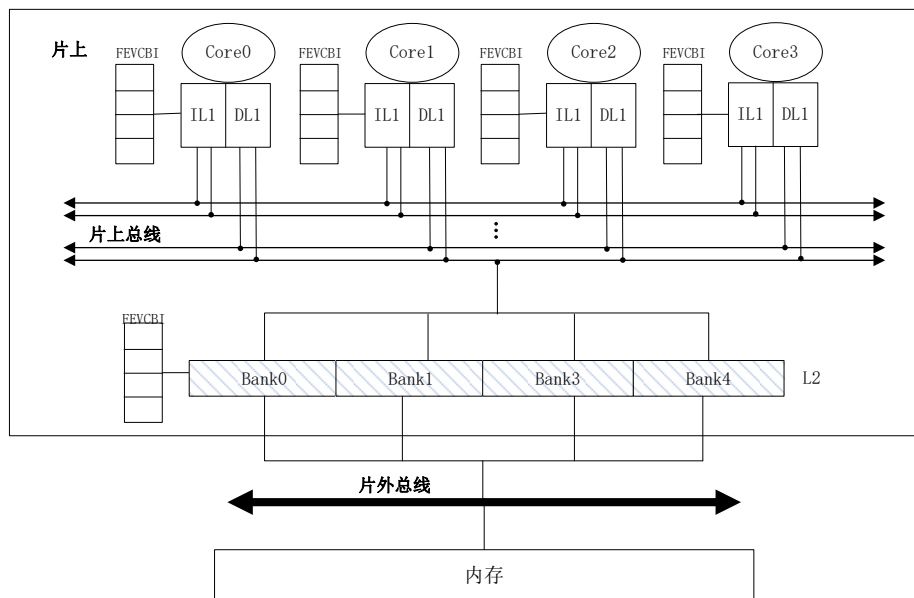 片上
FEVCBI
Core0
FEVCBI
Core1
FEVCBI
Core2
FEVCBI
Core3
IL1
DL1
IL1
DL1
IL1
DL1
IL1
DL1
片上总线
FEVCBI
Bank0
Bank1
Bank3
Bank4
L2
片外总线
内存